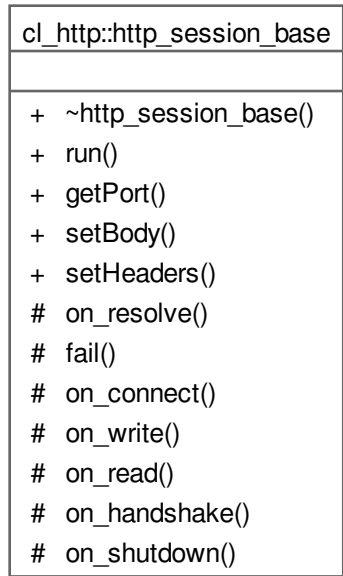 cl_http::http_session_base
+ ~http_session_base()
+ run()
+ getPort()
+ setBody()
+ setHeaders()
# on_resolve()
# fail()
# on_connect()
# on_write()
# on_read()
# on_handshake()
# on_shutdown()